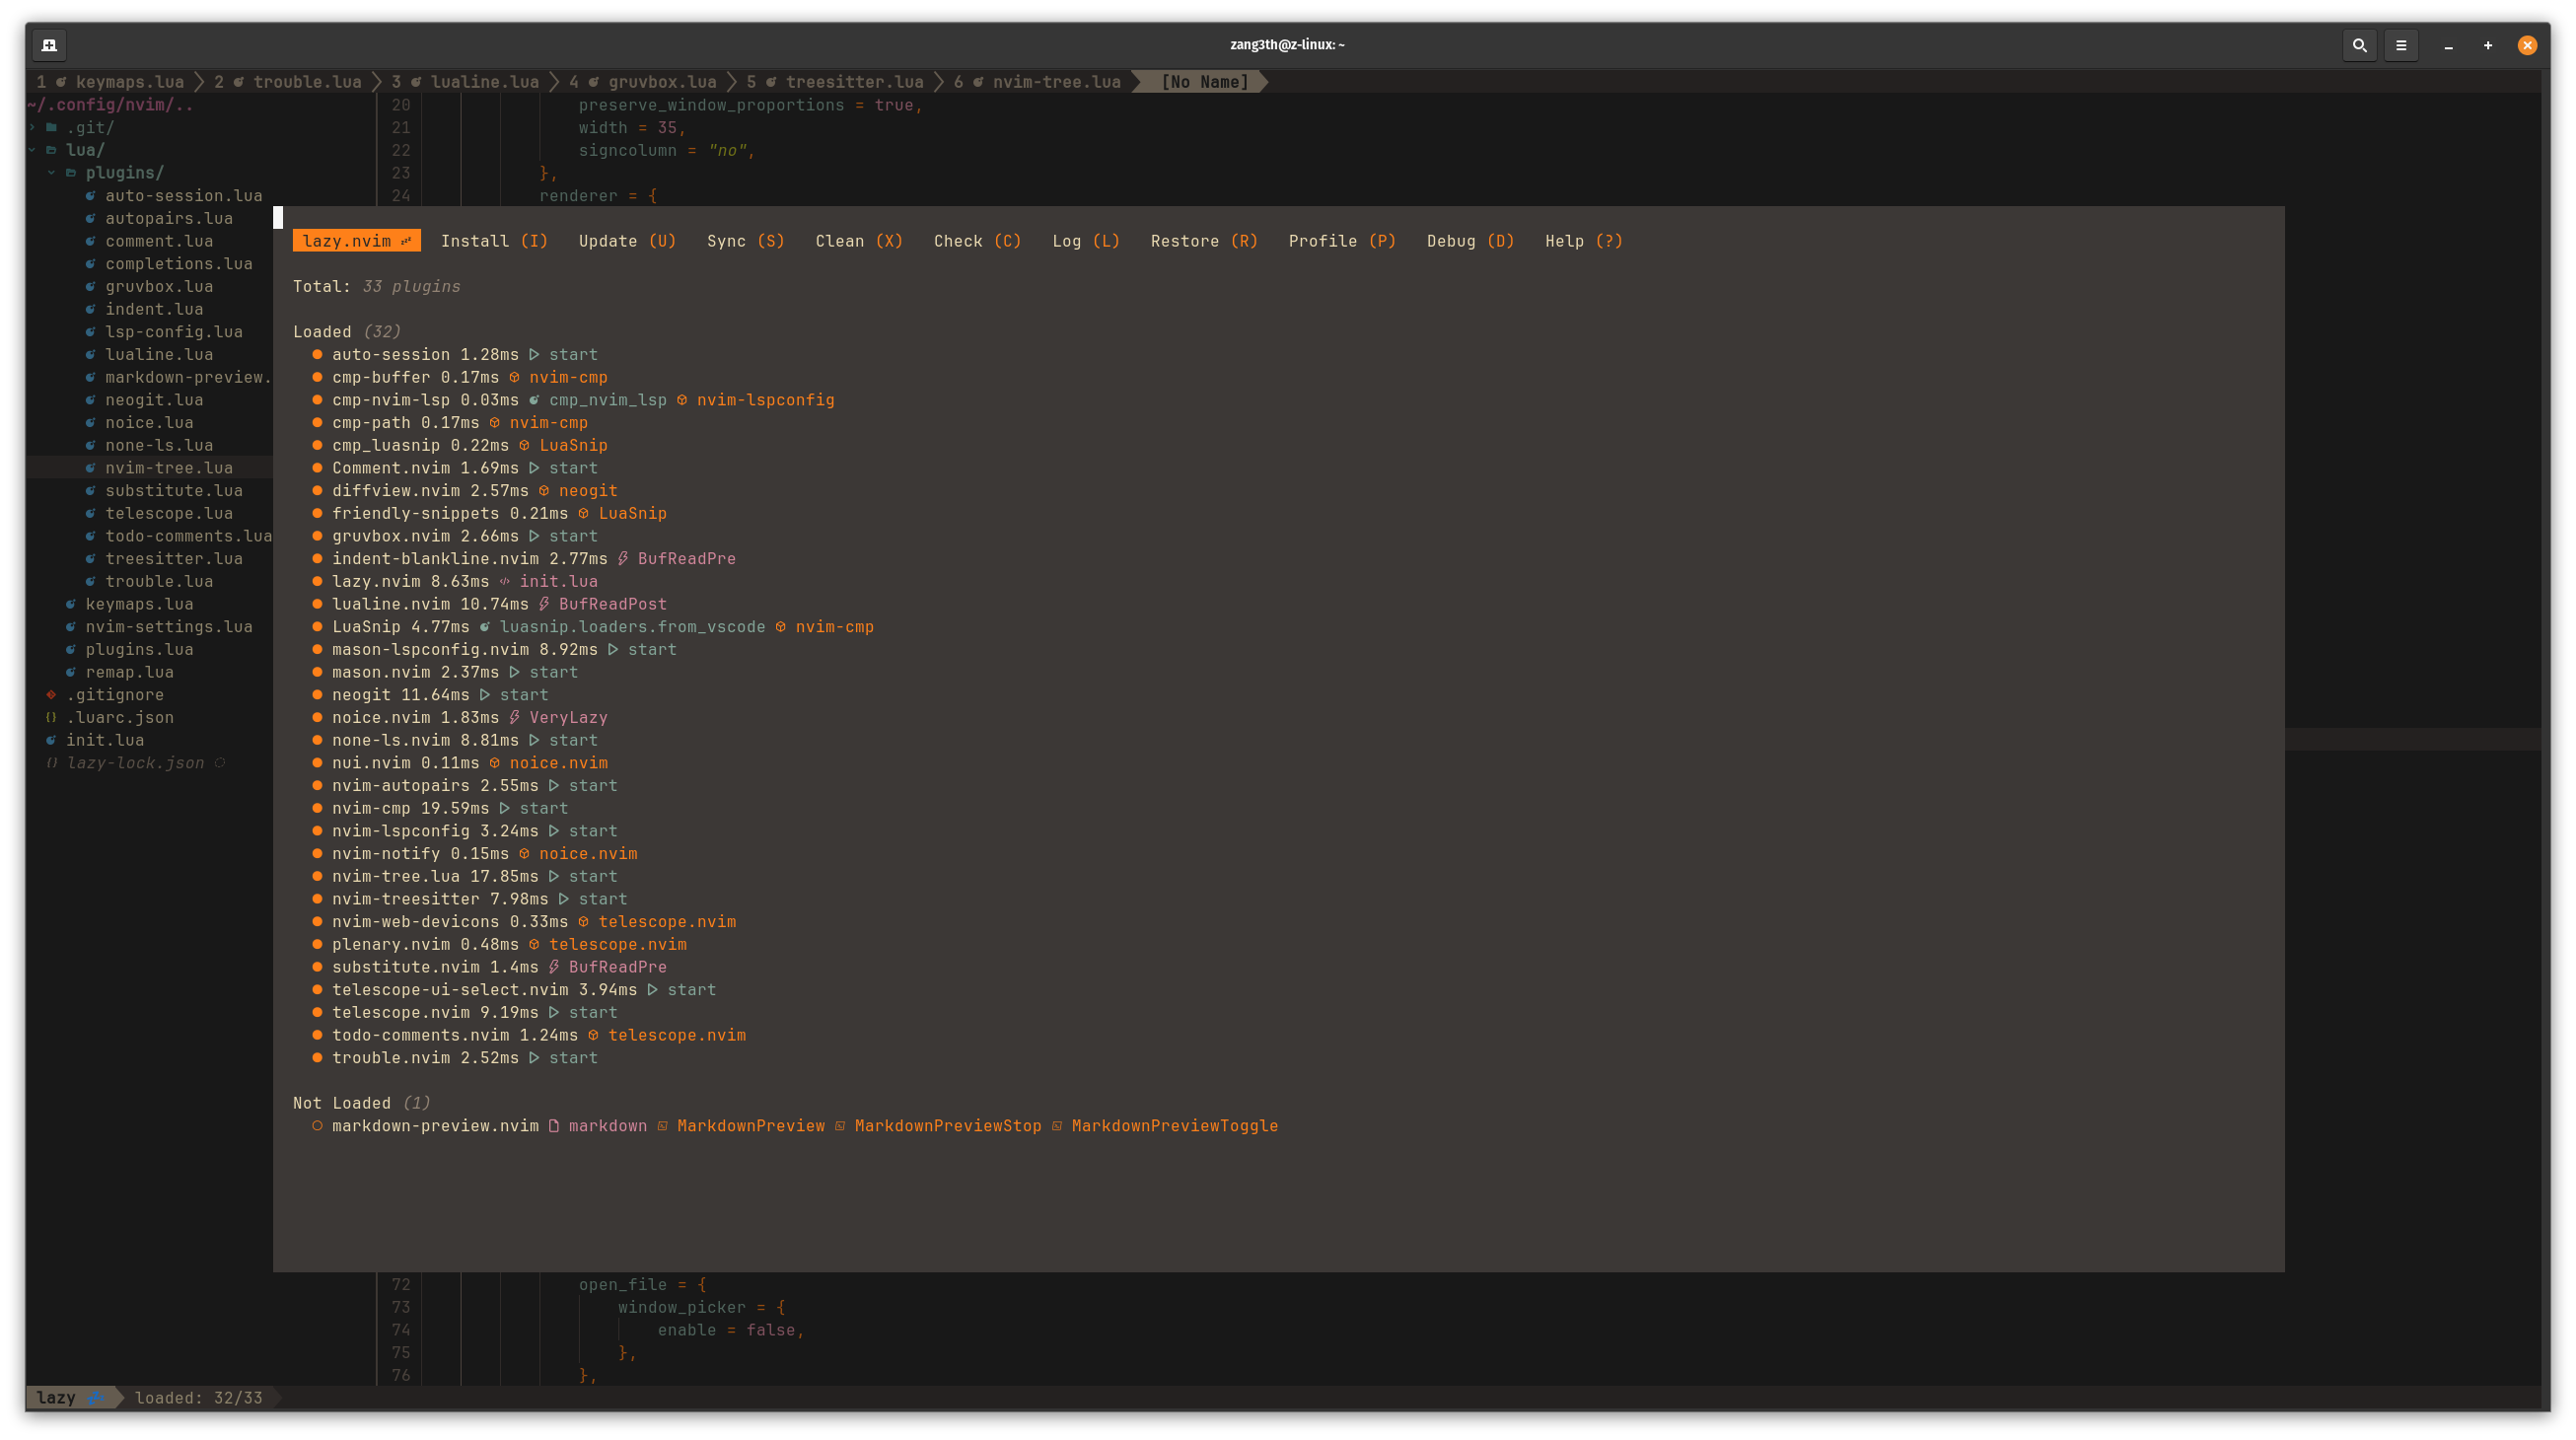 zang3th@z-linux: ~
1 keymaps.lua 2 trouble.lua 3 lualine.lua 4 gruvbox.lua 5 treesitter.lua 6 nvim-tree.lua [No Name]
~/.config/nvim/..
.git/
lua/
plugins/
auto-session.lua
autopairs.lua
comment.lua
completions.lua
gruvbox.lua
indent.lua
lsp-config.lua
lualine.lua
markdown-preview.
neogit.lua
noice.lua
none-ls.lua
nvim-tree.lua
substitute.lua
telescope.lua
todo-comments.lua
treesitter.lua
trouble.lua
keymaps.lua
nvim-settings.lua
plugins.lua
remap.lua
.gitignore
.luarc.json
init.lua
lazy-lock.json
20 preserve_window_proportions = true,
21 width = 35,
22 signcolumn = "no",
23 },
24 renderer = {
lazy.nvim Install (I) Update (U) Sync (S) Clean (X) Check (C) Log (L) Restore (R) Profile (P) Debug (D) Help (?)
Total: 33 plugins
Loaded (32)
auto-session 1.28ms start
cmp-buffer 0.17ms nvim-cmp
cmp-nvim-lsp 0.03ms cmp_nvim_lsp nvim-lspconfig
cmp-path 0.17ms nvim-cmp
cmp_luasnip 0.22ms LuaSnip
Comment.nvim 1.69ms start
diffview.nvim 2.57ms neogit
friendly-snippets 0.21ms LuaSnip
gruvbox.nvim 2.66ms start
indent-blankline.nvim 2.77ms BufReadPre
lazy.nvim 8.63ms init.lua
lualine.nvim 10.74ms BufReadPost
LuaSnip 4.77ms luasnip.loaders.from_vscode nvim-cmp
mason-lspconfig.nvim 8.92ms start
mason.nvim 2.37ms start
neogit 11.64ms start
noice.nvim 1.83ms VeryLazy
none-ls.nvim 8.81ms start
nui.nvim 0.11ms noice.nvim
nvim-autopairs 2.55ms start
nvim-cmp 19.59ms start
nvim-lspconfig 3.24ms start
nvim-notify 0.15ms noice.nvim
nvim-tree.lua 17.85ms start
nvim-treesitter 7.98ms start
nvim-web-devicons 0.33ms telescope.nvim
plenary.nvim 0.48ms telescope.nvim
substitute.nvim 1.4ms BufReadPre
telescope-ui-select.nvim 3.94ms start
telescope.nvim 9.19ms start
todo-comments.nvim 1.24ms telescope.nvim
trouble.nvim 2.52ms start
Not Loaded (1)
markdown-preview.nvim markdown MarkdownPreview MarkdownPreviewStop MarkdownPreviewToggle
72 open_file = {
73 window_picker = {
74 enable = false,
75 },
76 },
lazy loaded: 32/33